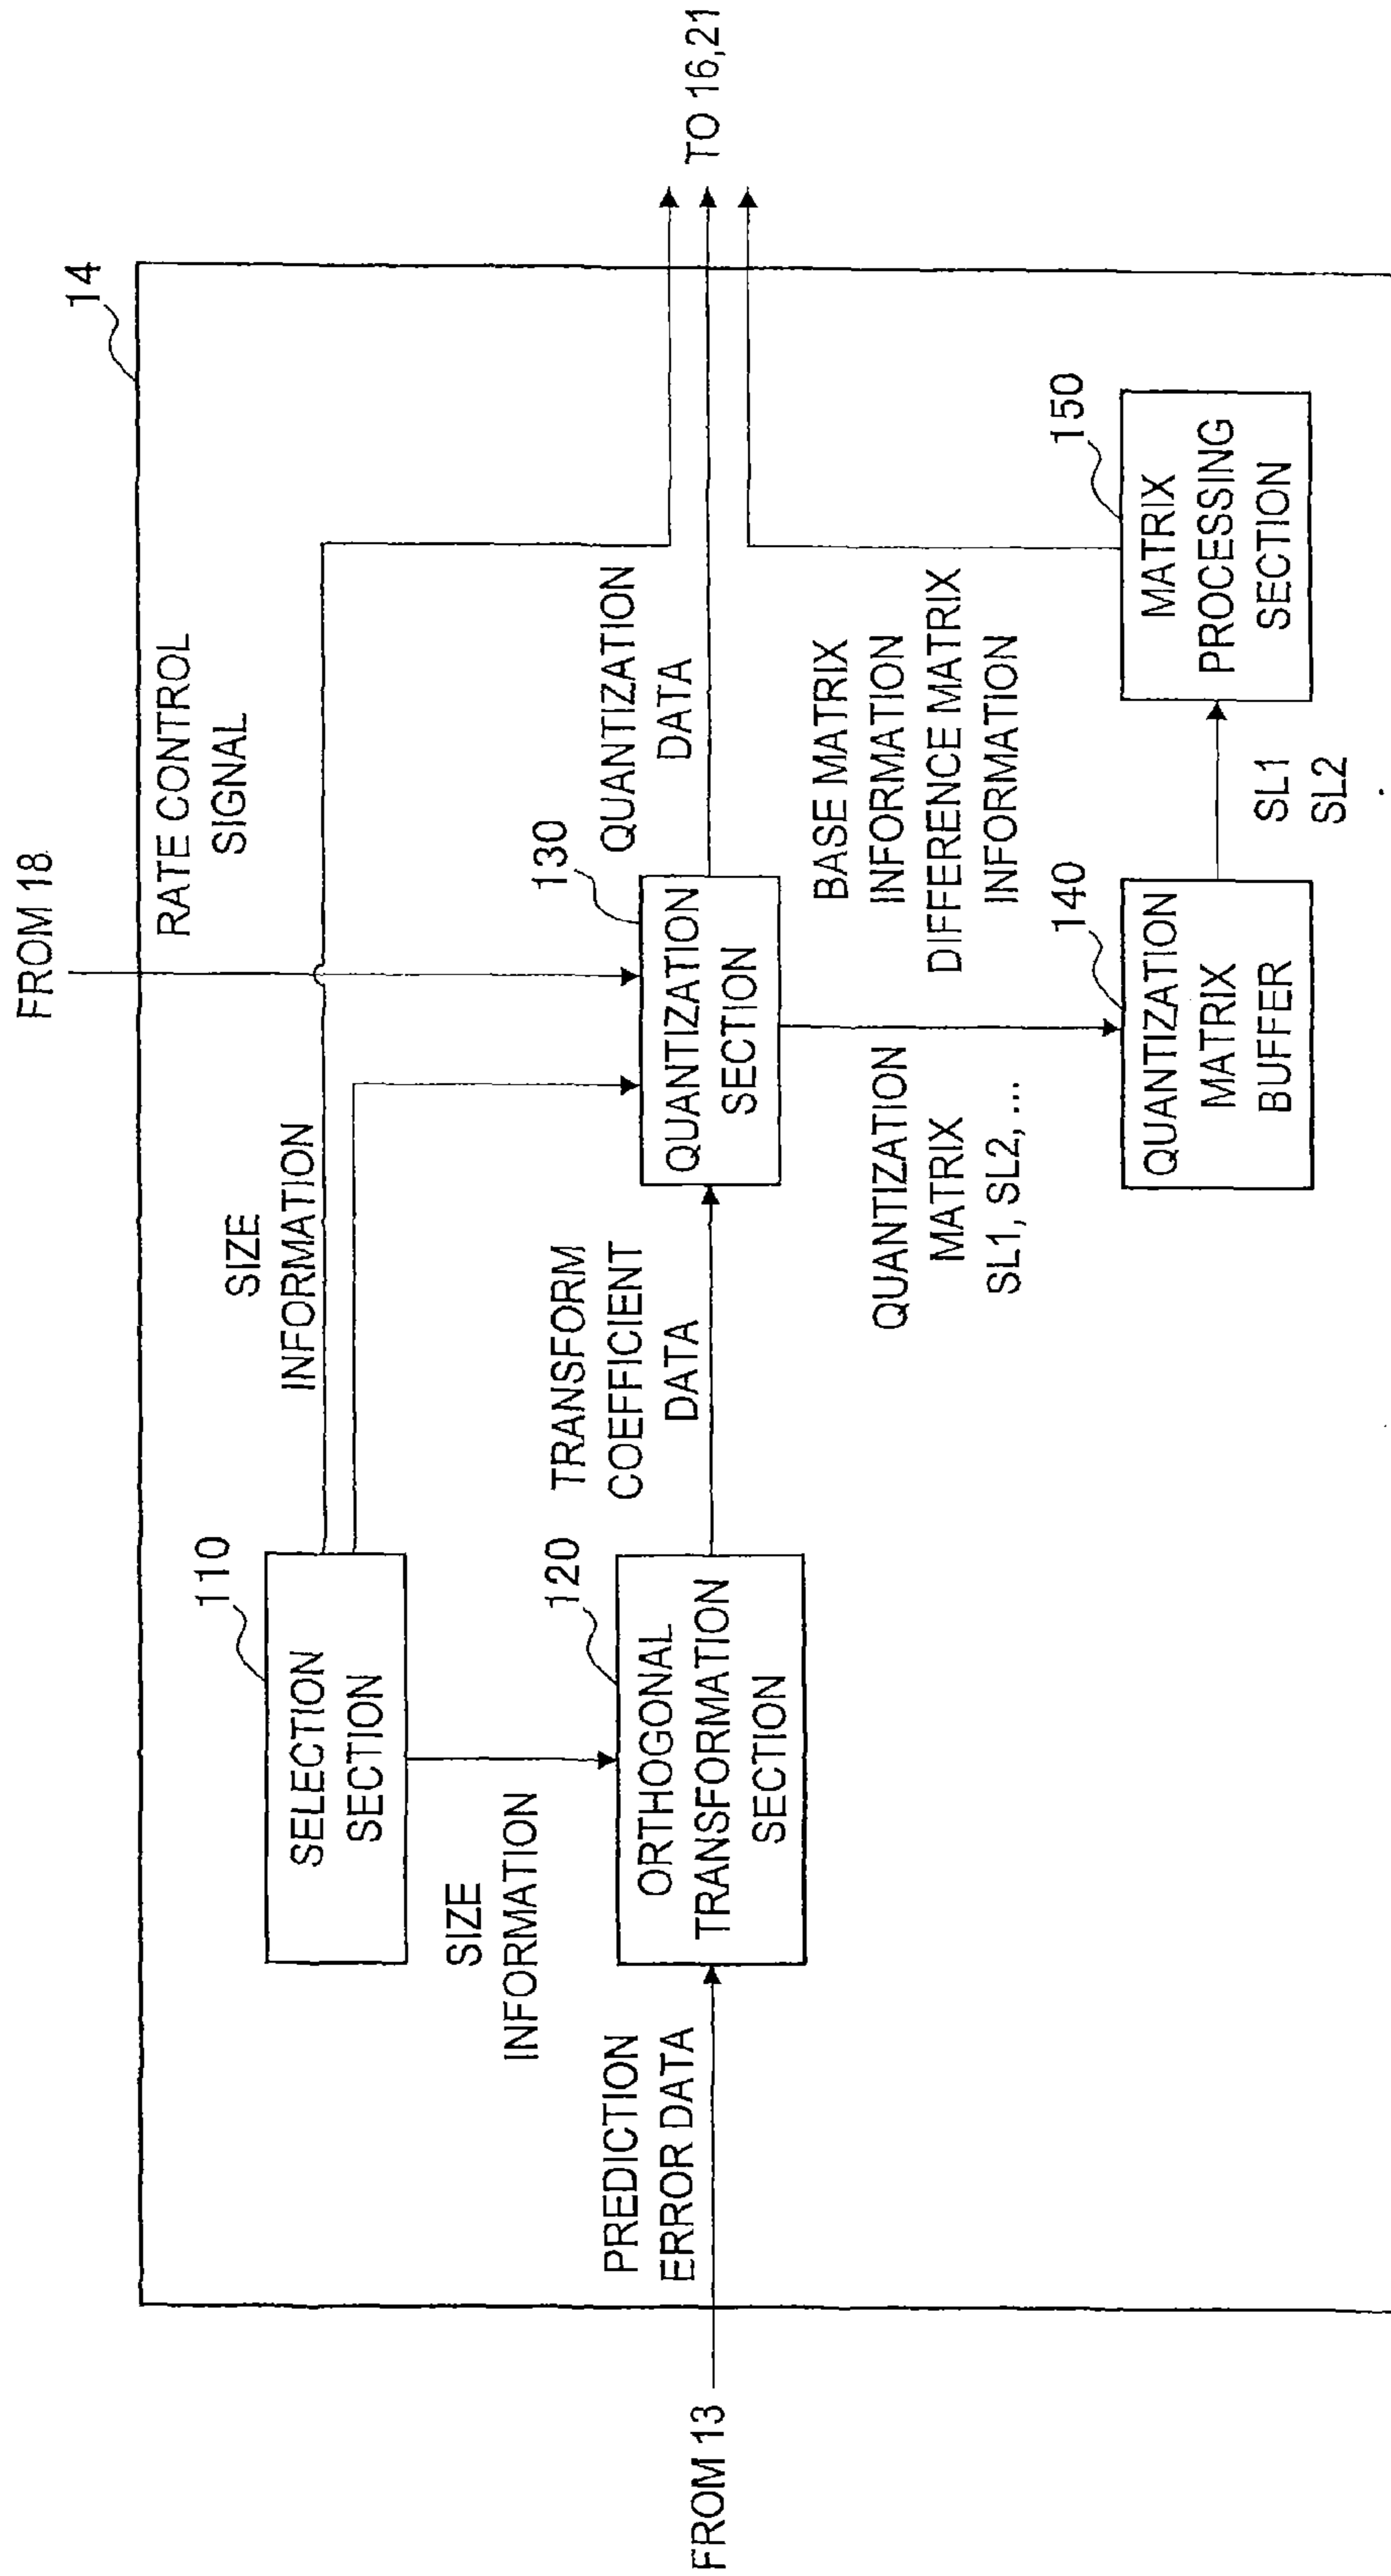 FROM 18
14
RATE CONTROL
SIGNAL
110
SELECTION
SECTION
SIZE
INFORMATION
SIZE
INFORMATION
FROM 13
PREDICTION
ERROR DATA
120
ORTHOGONAL
TRANSFORMATION
SECTION
TRANSFORM
COEFFICIENT
DATA
130
QUANTIZATION
SECTION
QUANTIZATION
DATA
TO 16,21
QUANTIZATION
MATRIX
SL1, SL2, ...
BASE MATRIX
INFORMATION
DIFFERENCE MATRIX
INFORMATION
140
QUANTIZATION
MATRIX
BUFFER
SL1
SL2
150
MATRIX
PROCESSING
SECTION